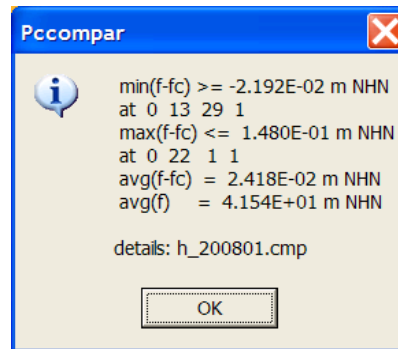 Pccompar
min(f-fc) >= -2.192E-02 m NHN
at 0 13 29 1
max(f-fc) <= 1.480E-01 m NHN
at 0 22 1 1
avg(f-fc) = 2.418E-02 m NHN
avg(f) = 4.154E+01 m NHN
details: h_200801.cmp
OK